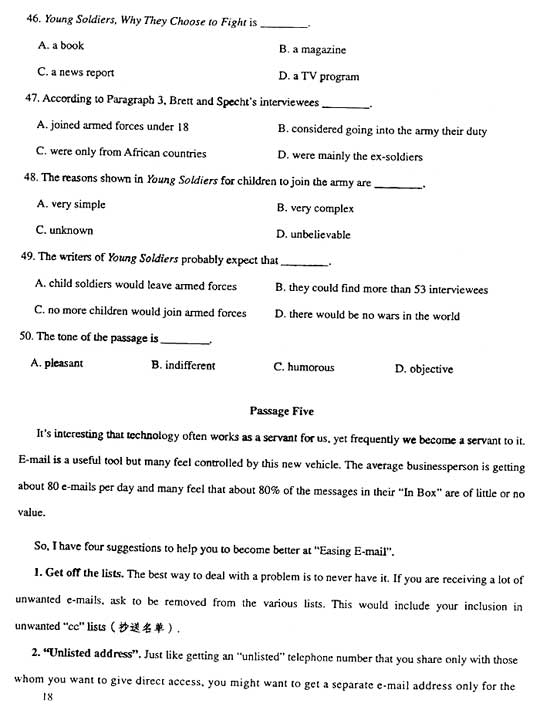 46. Young Soldiers, Why They Choose to Fight is ________.
A. a book B. a magazine
C. a news report D. a TV program
47. According to Paragraph 3, Brett and Specht's interviewees ________.
A. joined armed forces under 18 B. considered going into the army their duty
C. were only from African countries D. were mainly the ex-soldiers
48. The reasons shown in Young Soldiers for children to join the army are ________.
A. very simple B. very complex
C. unknown D. unbelievable
49. The writers of Young Soldiers probably expect that ________.
A. child soldiers would leave armed forces B. they could find more than 53 interviewees
C. no more children would join armed forces D. there would be no wars in the world
50. The tone of the passage is ________.
A. pleasant B. indifferent C. humorous D. objective
Passage Five
It's interesting that technology often works as a servant for us, yet frequently we become a servant to it.
E-mail is a useful tool but many feel controlled by this new vehicle. The average businessperson is getting
about 80 e-mails per day and many feel that about 80% of the messages in their "In Box" are of little or no
value.
So, I have four suggestions to help you to become better at "Easing E-mail".
1. Get off the lists. The best way to deal with a problem is to never have it. If you are receiving a lot of
unwanted e-mails, ask to be removed from the various lists. This would include your inclusion in
unwanted "cc" lists (抄送名单).
2. "Unlisted address". Just like getting an "unlisted" telephone number that you share only with those
whom you want to give direct access, you might want to get a separate e-mail address only for the
18